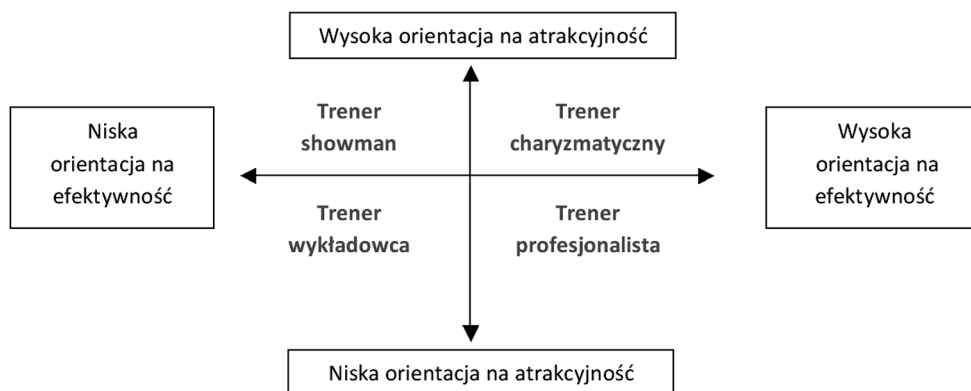 Wysoka orientacja na atrakcyjność
Niska
orientacja na
efektywność
Trener
showman
Trener
charyzmatyczny
Wysoka
orientacja na
efektywność
Trener
wykładowca
Trener
profesjonalista
Niska orientacja na atrakcyjność